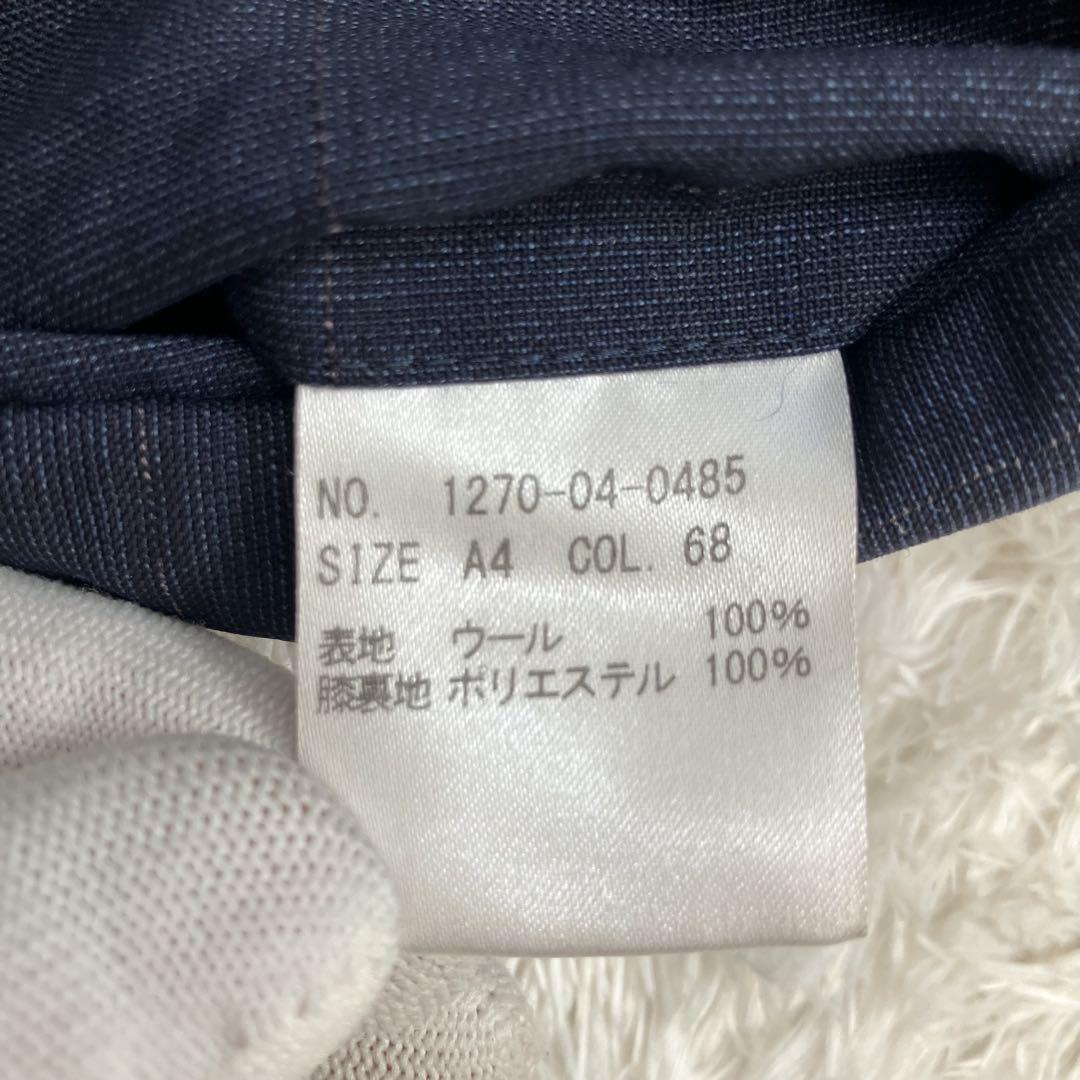 NO. 1270-04-0485
SIZE A4 COL. 68
表地 ウール 100%
膝裏地 ポリエステル 100%